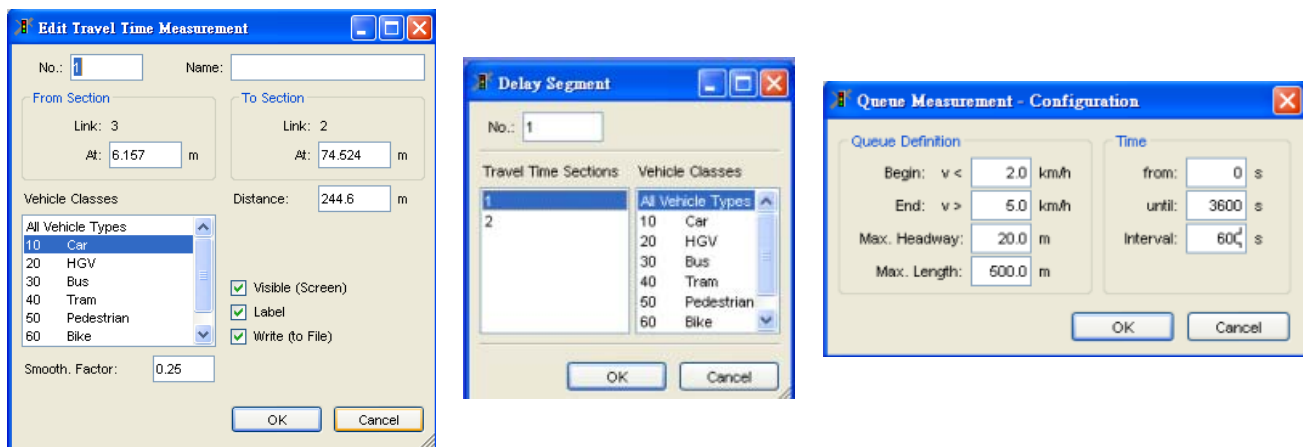 Edit Travel Time Measurement
No.: 1 Name:
From Section To Section
Link: 3 Link: 2
At: 6.157 m At: 74.524 m
Vehicle Classes Distance: 244.6 m
All Vehicle Types
10 Car
20 HGV
30 Bus
40 Tram
50 Pedestrian
60 Bike
Visible (Screen)
Label
Write (to File)
Smooth. Factor: 0.25
OK Cancel
Delay Segment
No.: 1
Travel Time Sections Vehicle Classes
1 All Vehicle Types
2 10 Car
20 HGV
30 Bus
40 Tram
50 Pedestrian
60 Bike
OK Cancel
Queue Measurement - Configuration
Queue Definition Time
Begin: v < 2.0 km/h from: 0 s
End: v > 5.0 km/h until: 3600 s
Max. Headway: 20.0 m Interval: 600 s
Max. Length: 500.0 m
OK Cancel